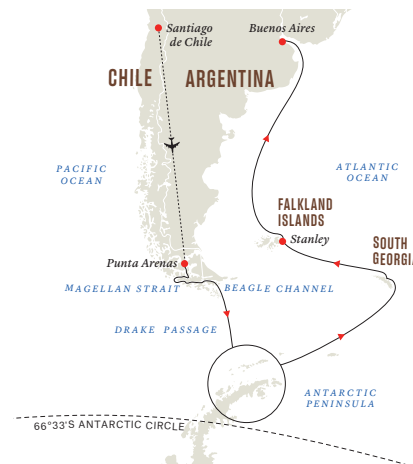 Santiago
de Chile
Buenos Aires
CHILE
ARGENTINA
PACIFIC
OCEAN
ATLANTIC
OCEAN
FALKLAND
ISLANDS
Stanley
SOUTH
GEORGIA
Punta Arenas
MAGELLAN STRAIT
BEAGLE CHANNEL
DRAKE PASSAGE
ANTARCTIC
PENINSULA
66°33'S ANTARCTIC CIRCLE